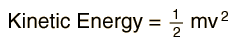 Kinetic Energy = ½ mv²